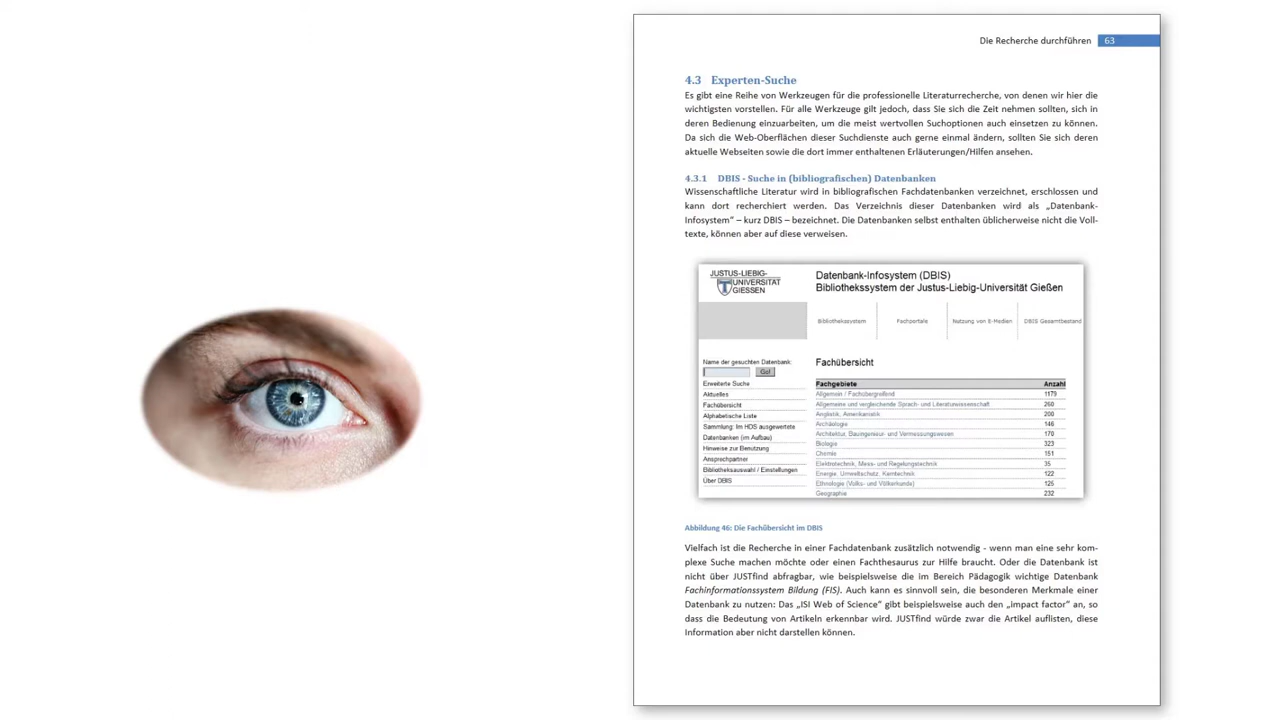 Die Recherche durchführen 63
4.3 Experten-Suche
Es gibt eine Reihe von Werkzeugen für die professionelle Literaturrecherche, von denen wir hier die
wichtigsten vorstellen. Für alle Werkzeuge gilt jedoch, dass Sie sich die Zeit nehmen sollten, sich in
deren Bedienung einzuarbeiten, um die meist wertvollen Suchoptionen auch einsetzen zu können.
Da sich die Web-Oberflächen dieser Suchdienste auch gerne einmal ändern, sollten Sie sich deren
aktuelle Webseiten sowie die dort immer enthaltenen Erläuterungen/Hilfen ansehen.
4.3.1 DBIS - Suche in (bibliografischen) Datenbanken
Wissenschaftliche Literatur wird in bibliografischen Fachdatenbanken verzeichnet, erschlossen und
kann dort recherchiert werden. Das Verzeichnis dieser Datenbanken wird als „Datenbank-
Infosystem“ – kurz DBIS – bezeichnet. Die Datenbanken selbst enthalten üblicherweise nicht die Voll-
texte, können aber auf diese verweisen.
JUSTUS-LIEBIG-
UNIVERSITÄT
GIESSEN
Datenbank-Infosystem (DBIS)
Bibliothekssystem der Justus-Liebig-Universität Gießen
Bibliothekssystem Fachportale Nutzung von E-Medien DBIS Gesamtbestand
Name der gesuchten Datenbank:
Go!
Erweiterte Suche
Aktuelles
Fachübersicht
Alphabetische Liste
Sammlung: Im HDS ausgewertete
Datenbanken (im Aufbau)
Hinweise zur Benutzung
Ansprechpartner
Bibliotheksauswahl / Einstellungen
Über DBIS
Fachübersicht
Fachgebiete Anzahl
Allgemein / Fachübergreifend 1179
Allgemeine und vergleichende Sprach- und Literaturwissenschaft 260
Anglistik, Amerikanistik 200
Archäologie 146
Architektur, Bauingenieur- und Vermessungswesen 170
Biologie 323
Chemie 151
Elektrotechnik, Mess- und Regelungstechnik 35
Energie, Umweltschutz, Kerntechnik 122
Ethnologie (Volks- und Völkerkunde) 125
Geographie 232
Abbildung 46: Die Fachübersicht im DBIS
Vielfach ist die Recherche in einer Fachdatenbank zusätzlich notwendig - wenn man eine sehr kom-
plexe Suche machen möchte oder einen Fachthesaurus zur Hilfe braucht. Oder die Datenbank ist
nicht über JUSTfind abfragbar, wie beispielsweise die im Bereich Pädagogik wichtige Datenbank
Fachinformationssystem Bildung (FIS). Auch kann es sinnvoll sein, die besonderen Merkmale einer
Datenbank zu nutzen: Das „ISI Web of Science“ gibt beispielsweise auch den „impact factor“ an, so
dass die Bedeutung von Artikeln erkennbar wird. JUSTfind würde zwar die Artikel auflisten, diese
Information aber nicht darstellen können.